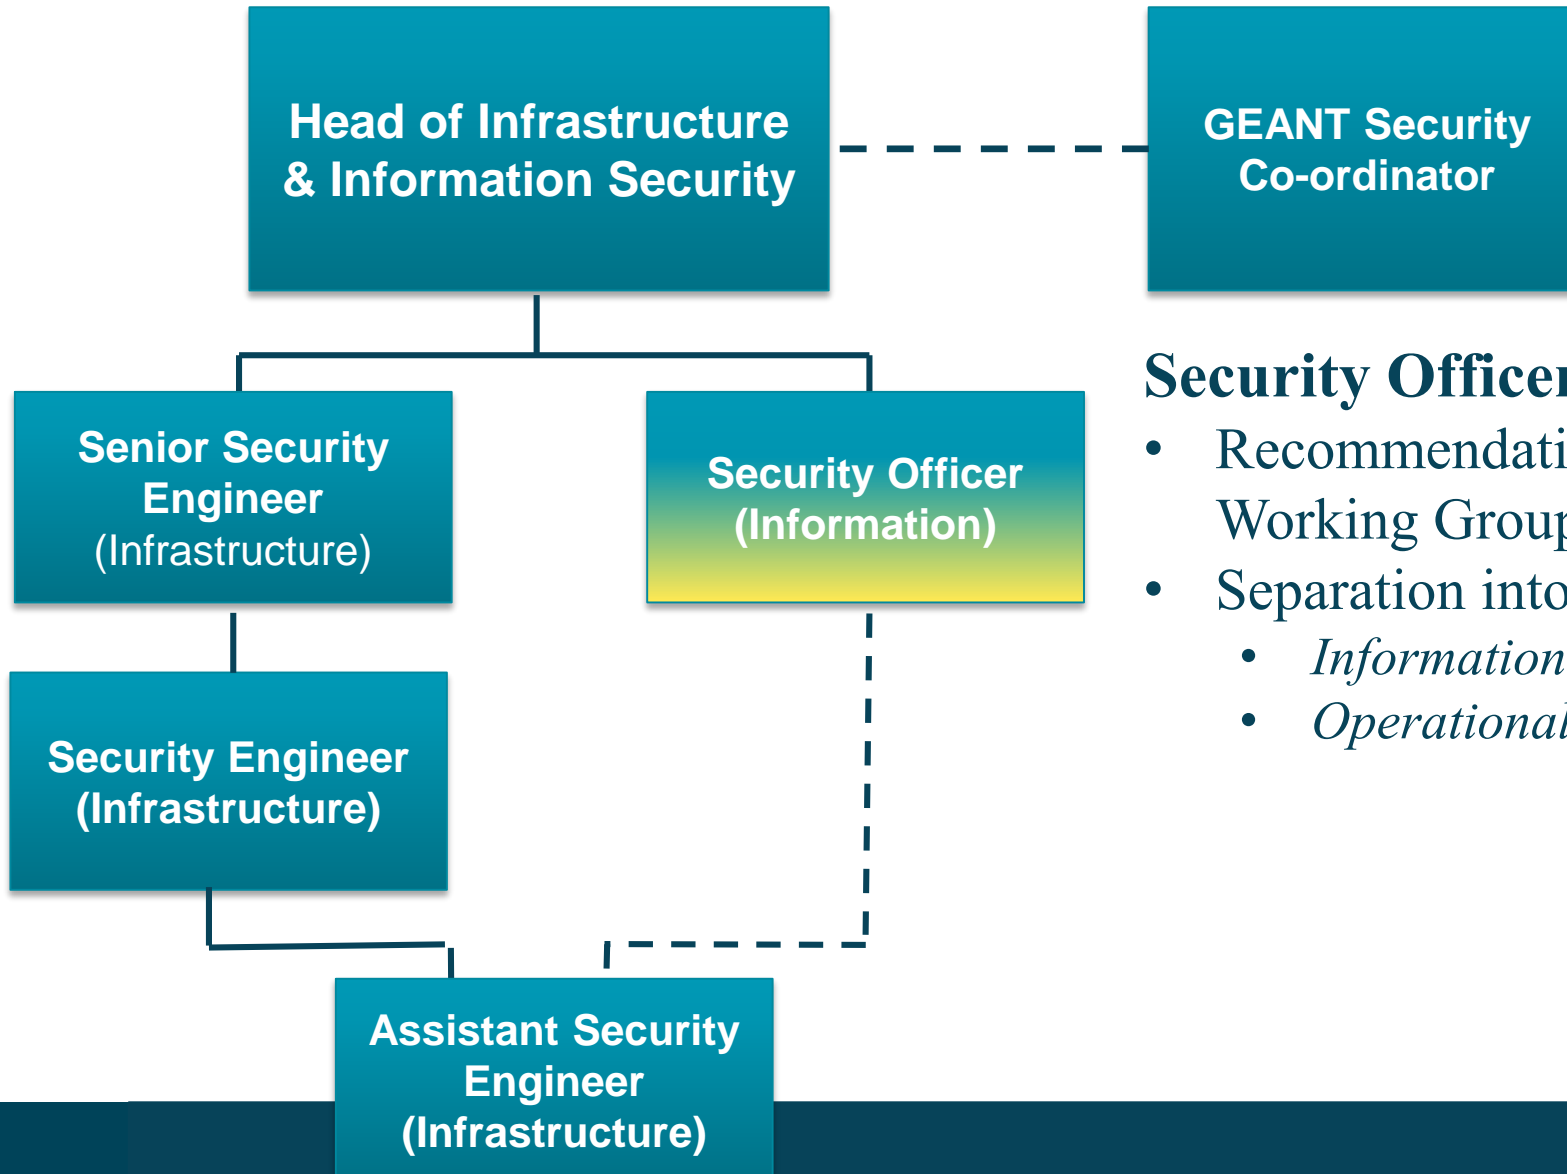 Head of Infrastructure
& Information Security
GEANT Security
Co-ordinator
Senior Security
Engineer
(Infrastructure)
Security Officer
(Information)
Security Engineer
(Infrastructure)
Assistant Security
Engineer
(Infrastructure)
Security Officer
• Recommendati
Working Group
• Separation into
• Information
• Operational